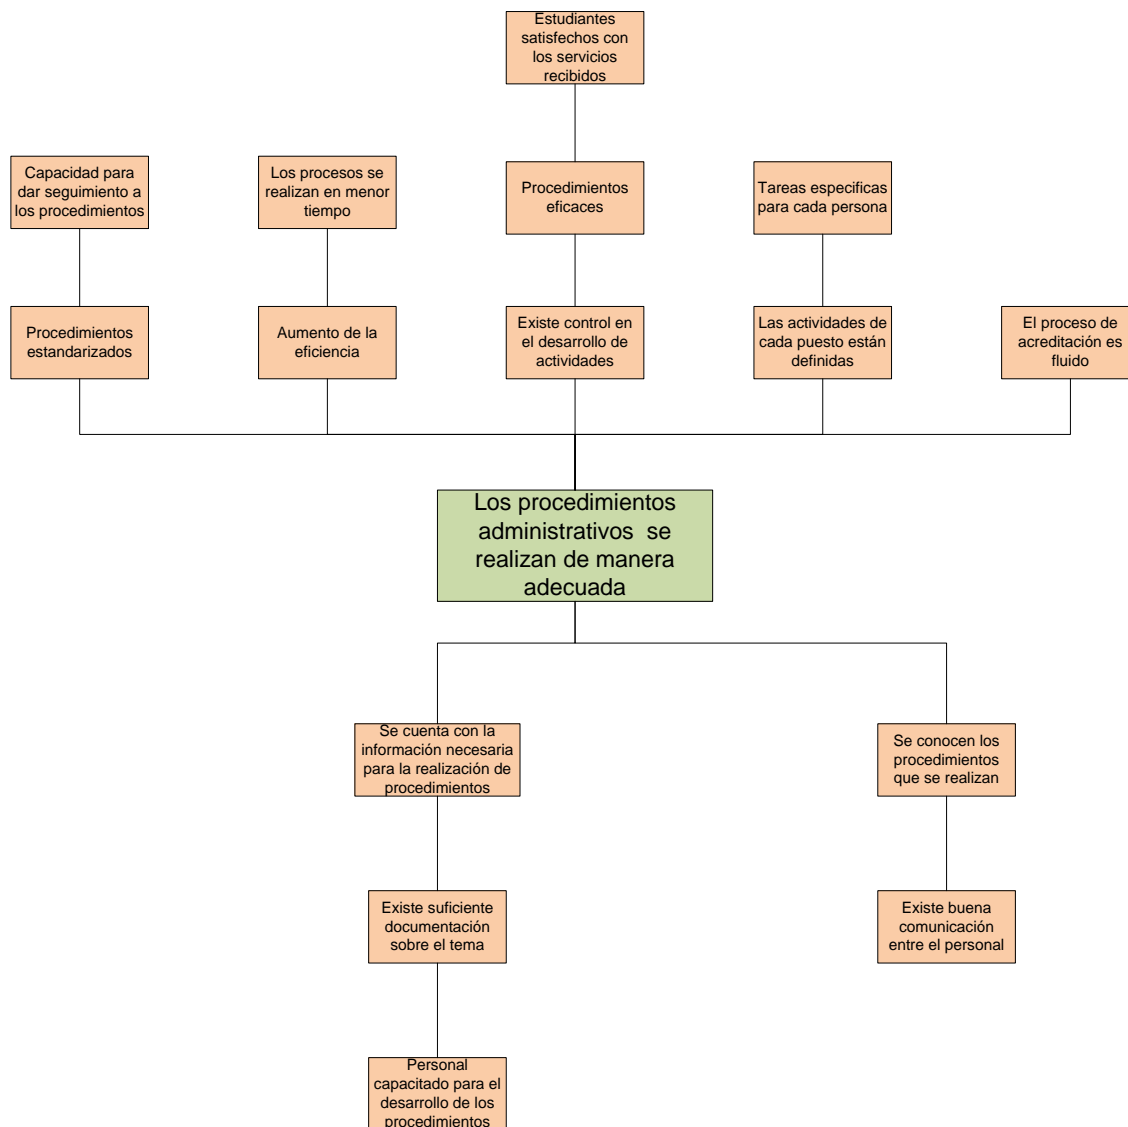 Estudiantes
satisfechos con
los servicios
recibidos
Capacidad para
dar seguimiento a
los procedimientos
Los procesos se
realizan en menor
tiempo
Procedimientos
eficaces
Tareas especificas
para cada persona
Procedimientos
estandarizados
Aumento de la
eficiencia
Existe control en
el desarrollo de
actividades
Las actividades de
cada puesto están
definidas
El proceso de
acreditación es
fluido
Los procedimientos
administrativos se
realizan de manera
adecuada
Se cuenta con la
información necesaria
para la realización de
procedimientos
Se conocen los
procedimientos
que se realizan
Existe suficiente
documentación
sobre el tema
Existe buena
comunicación
entre el personal
Personal
capacitado para el
desarrollo de los
procedimientos